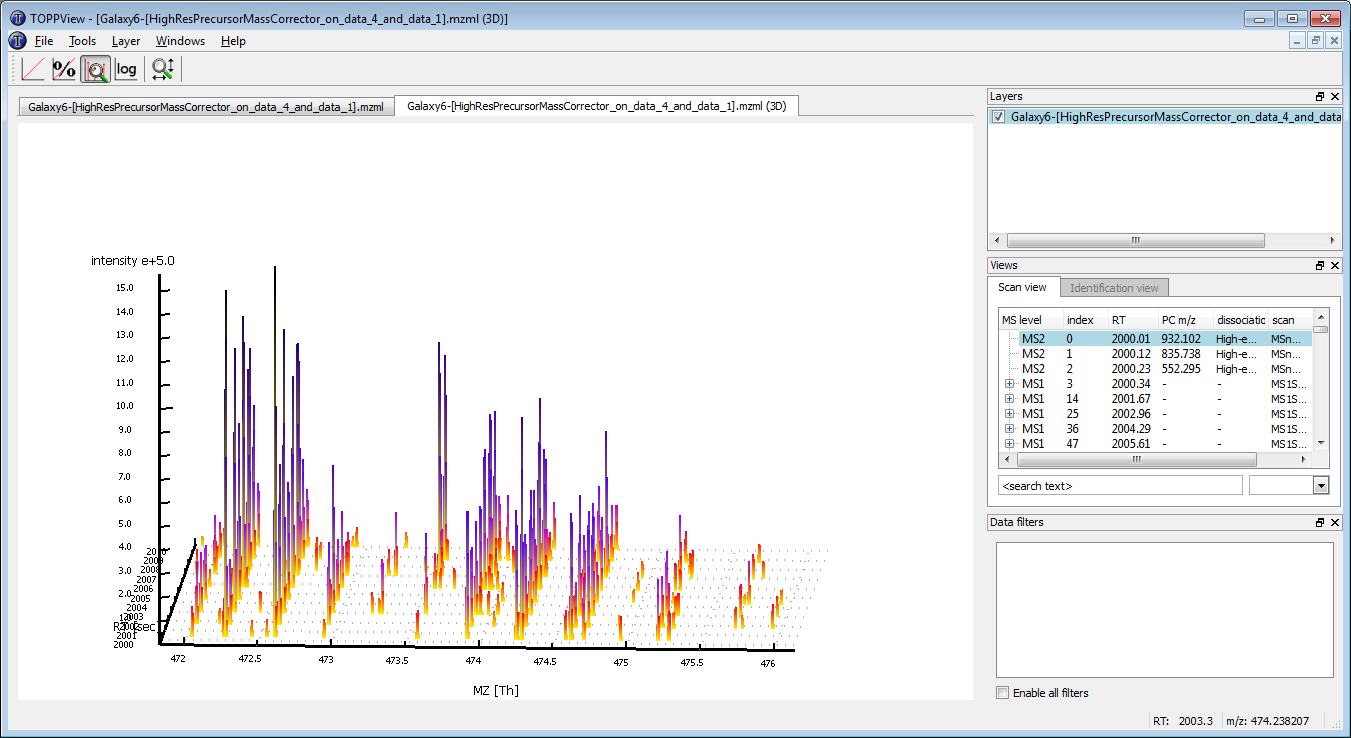 TOPPView - [Galaxy6-[HighResPrecursorMassCorrector_on_data_4_and_data_1].mzml (3D)]
File Tools Layer Windows Help
% log
Galaxy6-[HighResPrecursorMassCorrector_on_data_4_and_data_1].mzml
Galaxy6-[HighResPrecursorMassCorrector_on_data_4_and_data_1].mzml (3D)
intensity e+5.0
15.0
14.0
13.0
12.0
11.0
10.0
9.0
8.0
7.0
6.0
5.0
4.0
3.0
2.0
2009
2008
2007
2006
2005
2004
2003
2001
2000
472 472.5 473 473.5 474 474.5 475 475.5 476
MZ [Th]
Layers
Galaxy6-[HighResPrecursorMassCorrector_on_data_4_and_data
Views
Scan view Identification view
MS level index RT PC m/z dissociatic scan
MS2 0 2000.01 932.102 High-e... MSn...
MS2 1 2000.12 835.738 High-e... MSn...
MS2 2 2000.23 552.295 High-e... MSn...
MS1 3 2000.34 - - MS1S...
MS1 14 2001.67 - - MS1S...
MS1 25 2002.96 - - MS1S...
MS1 36 2004.29 - - MS1S...
MS1 47 2005.61 - - MS1S...
<search text>
Data filters
Enable all filters
RT: 2003.3 m/z: 474.238207